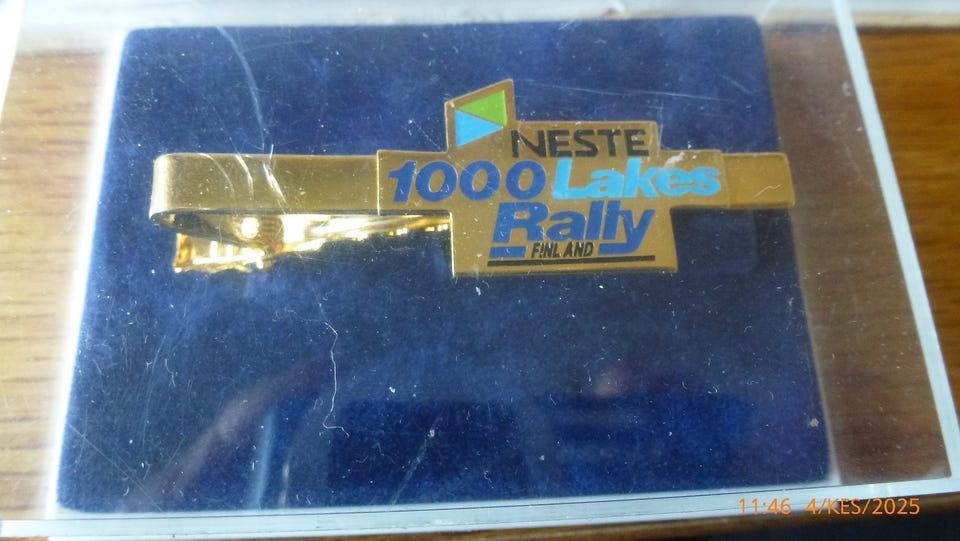 NESTE
1000 Lakes
Rally
FINLAND
11:46 4/KES/2025